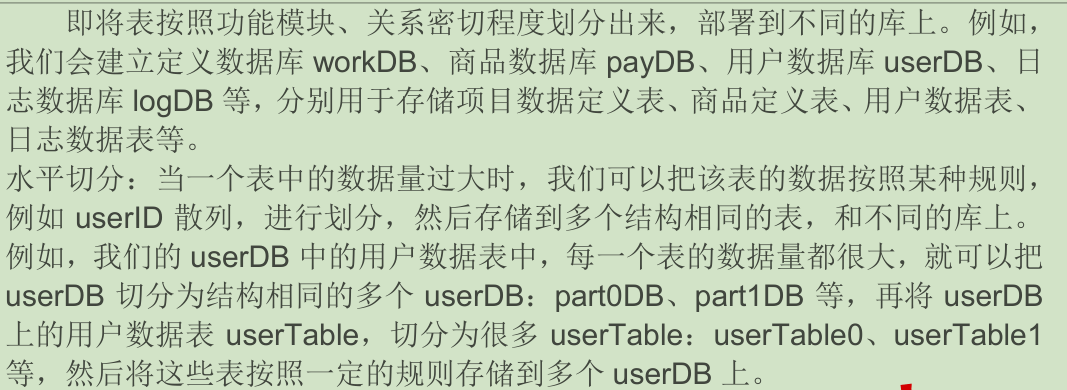 即将表按照功能模块、关系密切程度划分出来，部署到不同的库上。例如，
我们会建立定义数据库 workDB、商品数据库 payDB、用户数据库 userDB、日
志数据库 logDB 等，分别用于存储项目数据定义表、商品定义表、用户数据表、
日志数据表等。
水平切分：当一个表中的数据量过大时，我们可以把该表的数据按照某种规则，
例如 userID 散列，进行划分，然后存储到多个结构相同的表，和不同的库上。
例如，我们的 userDB 中的用户数据表中，每一个表的数据量都很大，就可以把
userDB 切分为结构相同的多个 userDB：part0DB、part1DB 等，再将 userDB
上的用户数据表 userTable，切分为很多 userTable：userTable0、userTable1
等，然后将这些表按照一定的规则存储到多个 userDB 上。